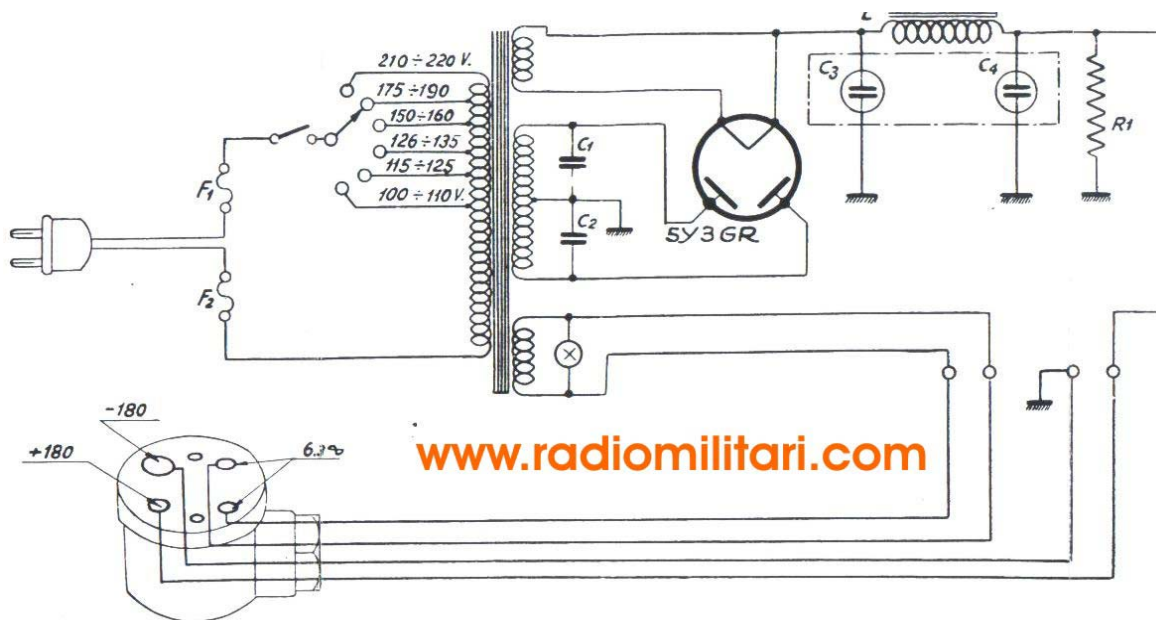 L
210÷220 V.
175÷190
150÷160
126÷135
115÷125
100÷110V.
F1
F2
C1
C2
5Y3GR
C3
C4
R1
-180
+180
6.3∾
www.radiomilitari.com